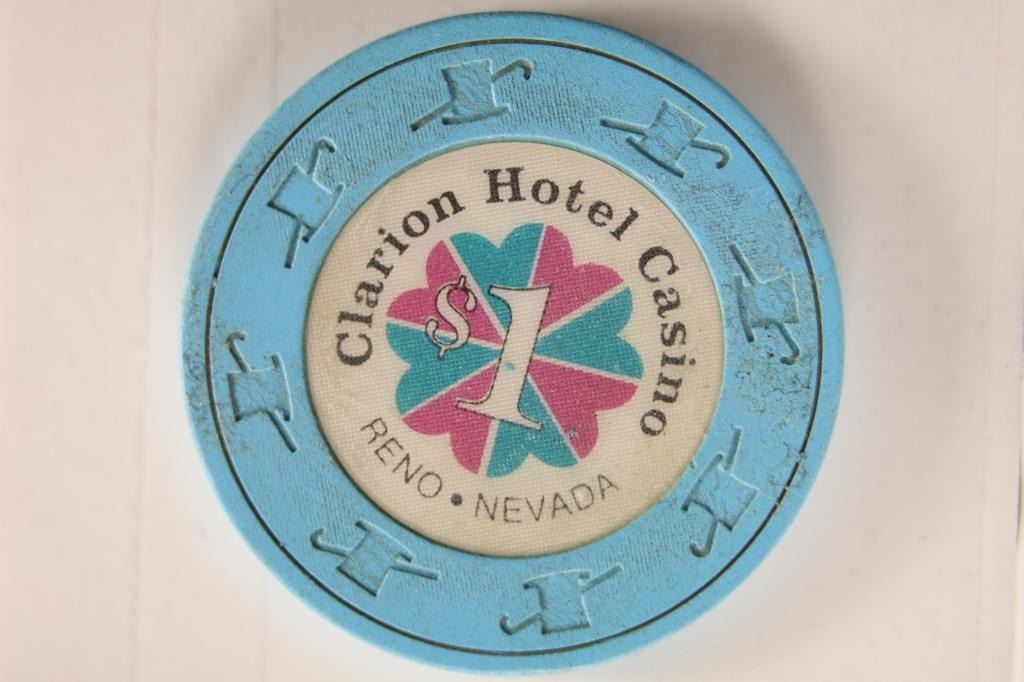 Clarion Hotel Casino
$1
RENO • NEVADA